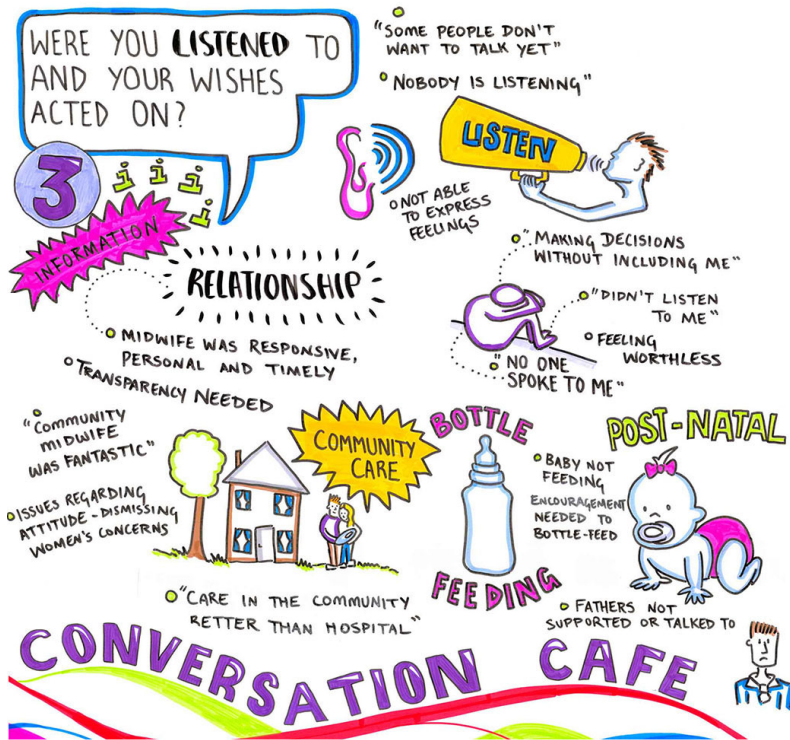 WERE YOU LISTENED TO
AND YOUR WISHES
ACTED ON?
3
i i i i
INFORMATION
RELATIONSHIP
MIDWIFE WAS RESPONSIVE,
PERSONAL AND TIMELY
TRANSPARENCY NEEDED
"SOME PEOPLE DON'T
WANT TO TALK YET"
NOBODY IS LISTENING"
LISTEN
NOT ABLE
TO EXPRESS
FEELINGS
"MAKING DECISIONS
WITHOUT INCLUDING ME"
"DIDN'T LISTEN
TO ME"
FEELING
WORTHLESS
"NO ONE
SPOKE TO ME"
"COMMUNITY
MIDWIFE
WAS FANTASTIC"
ISSUES REGARDING
ATTITUDE - DISMISSING
WOMEN'S CONCERNS
COMMUNITY
CARE
"CARE IN THE COMMUNITY
RETTER THAN HOSPITAL"
BOTTLE
FEEDING
BABY NOT
FEEDING
ENCOURAGEMENT
NEEDED TO
BOTTLE-FEED
POST-NATAL
FATHERS NOT
SUPPORTED OR TALKED TO
CONVERSATION CAFE